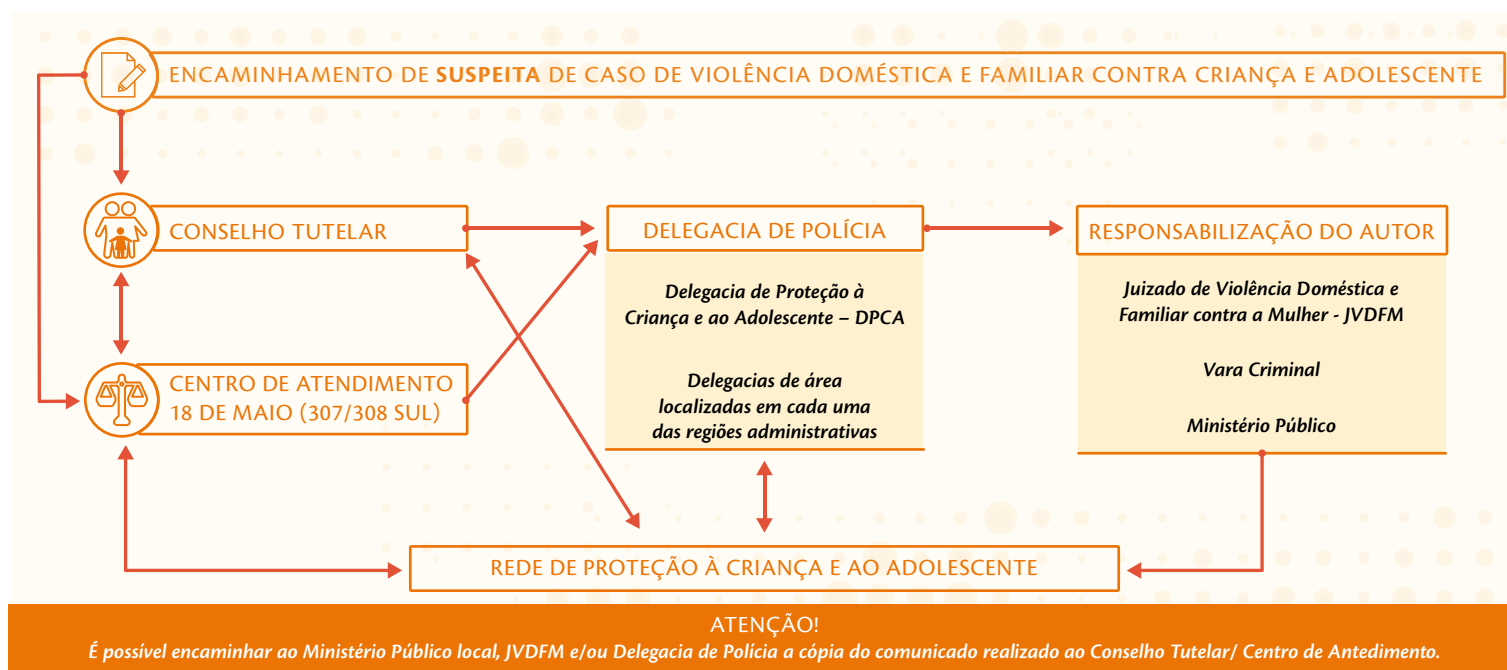 ENCAMINHAMENTO DE SUSPEITA DE CASO DE VIOLÊNCIA DOMÉSTICA E FAMILIAR CONTRA CRIANÇA E ADOLESCENTE
CONSELHO TUTELAR
CENTRO DE ATENDIMENTO
18 DE MAIO (307/308 SUL)
DELEGACIA DE POLÍCIA
Delegacia de Proteção à
Criança e ao Adolescente – DPCA
Delegacias de área
localizadas em cada uma
das regiões administrativas
RESPONSABILIZAÇÃO DO AUTOR
Juizado de Violência Doméstica e
Familiar contra a Mulher - JVDFM
Vara Criminal
Ministério Público
REDE DE PROTEÇÃO À CRIANÇA E AO ADOLESCENTE
ATENÇÃO!
É possível encaminhar ao Ministério Público local, JVDFM e/ou Delegacia de Polícia a cópia do comunicado realizado ao Conselho Tutelar/ Centro de Antedimento.